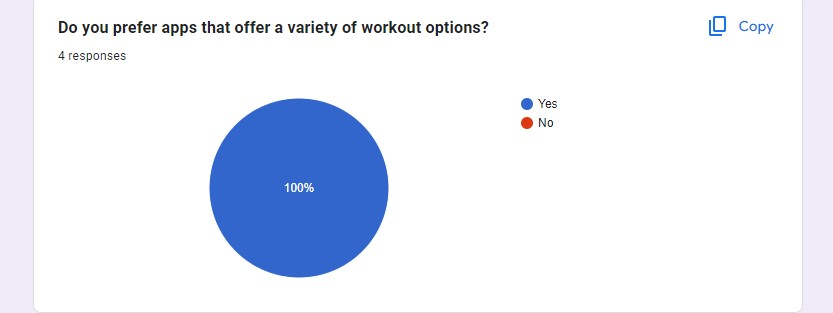 Do you prefer apps that offer a variety of workout options?
Copy
4 responses
Yes
No
100%